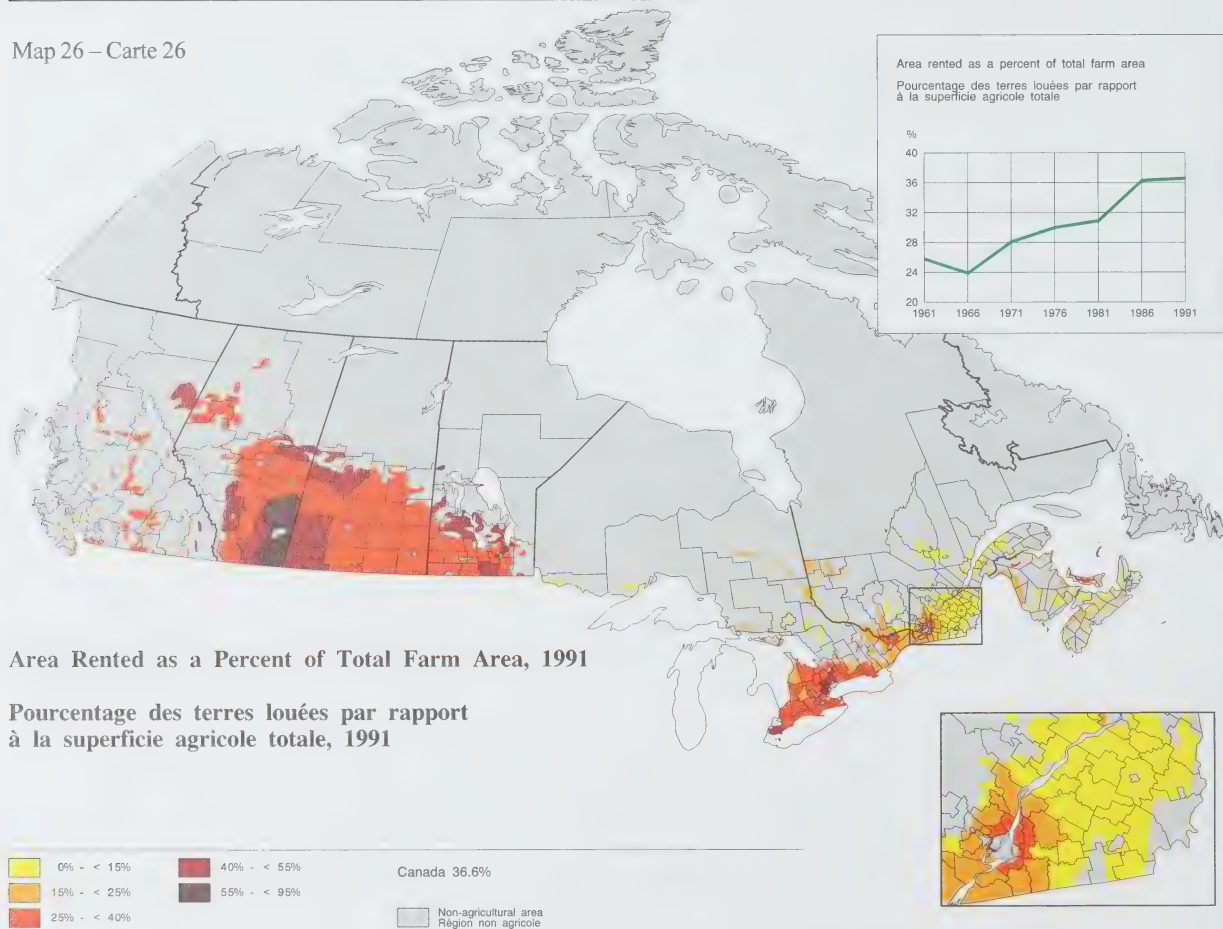 Map 26 – Carte 26
Area rented as a percent of total farm area
Pourcentage des terres louées par rapport
à la superficie agricole totale
%
40
36
32
28
24
20
1961 1966 1971 1976 1981 1986 1991
Area Rented as a Percent of Total Farm Area, 1991
Pourcentage des terres louées par rapport
à la superficie agricole totale, 1991
0% - < 15%
15% - < 25%
25% - < 40%
40% - < 55%
55% - < 95%
Canada 36.6%
Non-agricultural area
Région non agricole